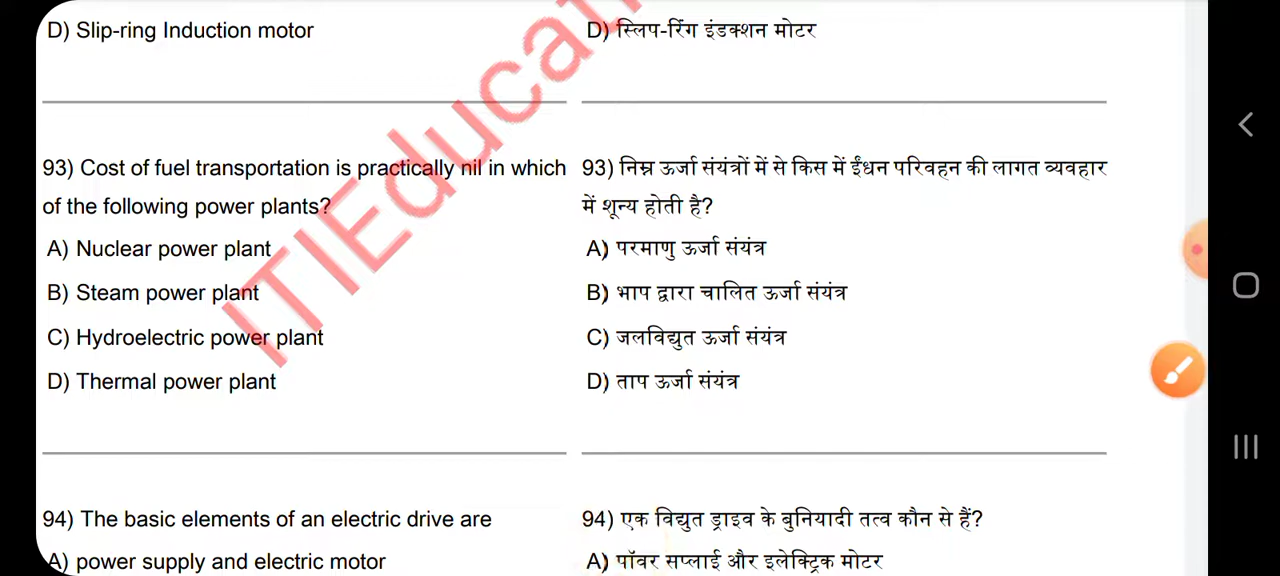 D) Slip-ring Induction motor
D) स्लिप-रिंग इंडक्शन मोटर
93) Cost of fuel transportation is practically nil in which
of the following power plants?
A) Nuclear power plant
B) Steam power plant
C) Hydroelectric power plant
D) Thermal power plant
93) निम्न ऊर्जा संयंत्रों में से किस में ईंधन परिवहन की लागत व्यवहार
में शून्य होती है?
A) परमाणु ऊर्जा संयंत्र
B) भाप द्वारा चालित ऊर्जा संयंत्र
C) जलविद्युत ऊर्जा संयंत्र
D) ताप ऊर्जा संयंत्र
94) The basic elements of an electric drive are
A) power supply and electric motor
94) एक विद्युत ड्राइव के बुनियादी तत्व कौन से हैं?
A) पॉवर सप्लाई और इलेक्ट्रिक मोटर
ITIEducati